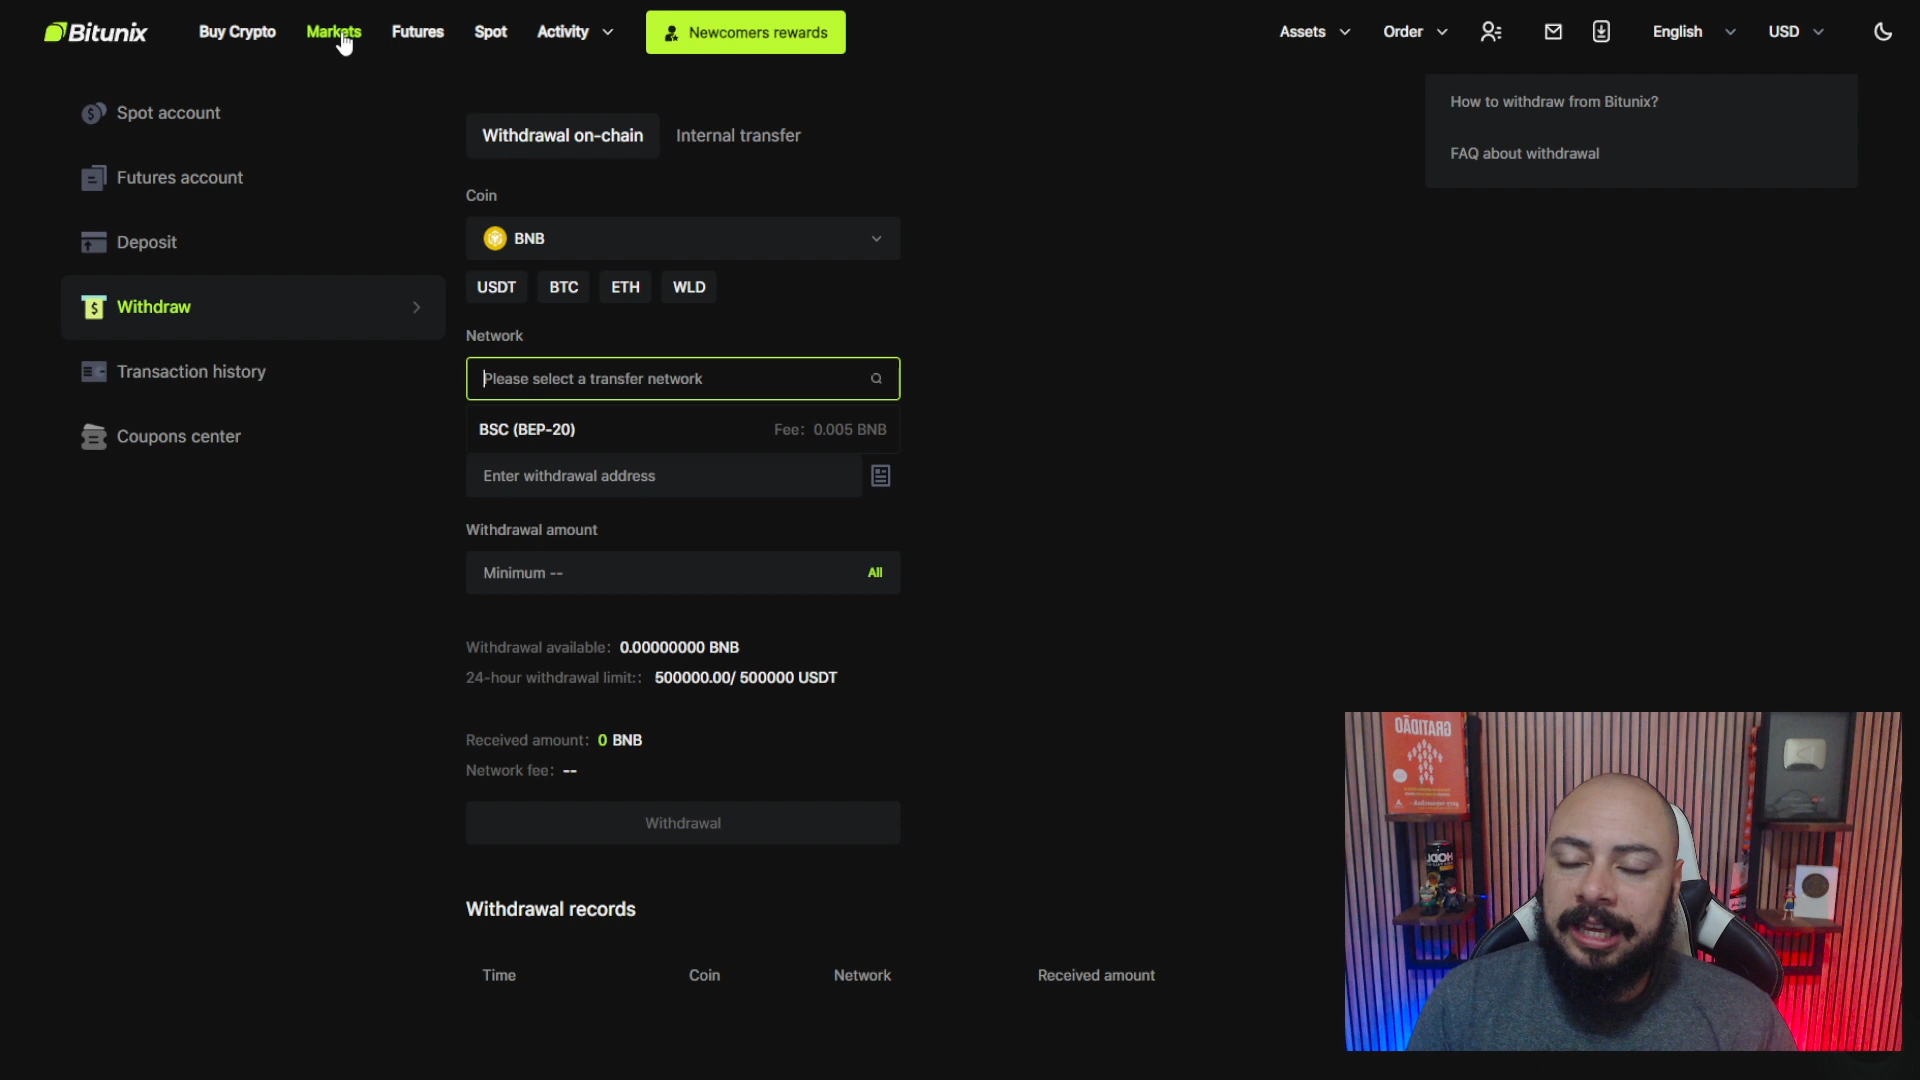 Bitunix
Buy Crypto
Markets
Futures
Spot
Activity
Newcomers rewards
Assets
Order
English
USD
Spot account
Futures account
Deposit
Withdraw
Transaction history
Coupons center
Withdrawal on-chain
Internal transfer
How to withdraw from Bitunix?
FAQ about withdrawal
Coin
BNB
USDT
BTC
ETH
WLD
Network
Please select a transfer network
BSC (BEP-20)
Fee: 0.005 BNB
Enter withdrawal address
Withdrawal amount
Minimum --
All
Withdrawal available: 0.00000000 BNB
24-hour withdrawal limit:: 500000.00/ 500000 USDT
Received amount: 0 BNB
Network fee: --
Withdrawal
Withdrawal records
Time
Coin
Network
Received amount
GRATIDÃO
HODL